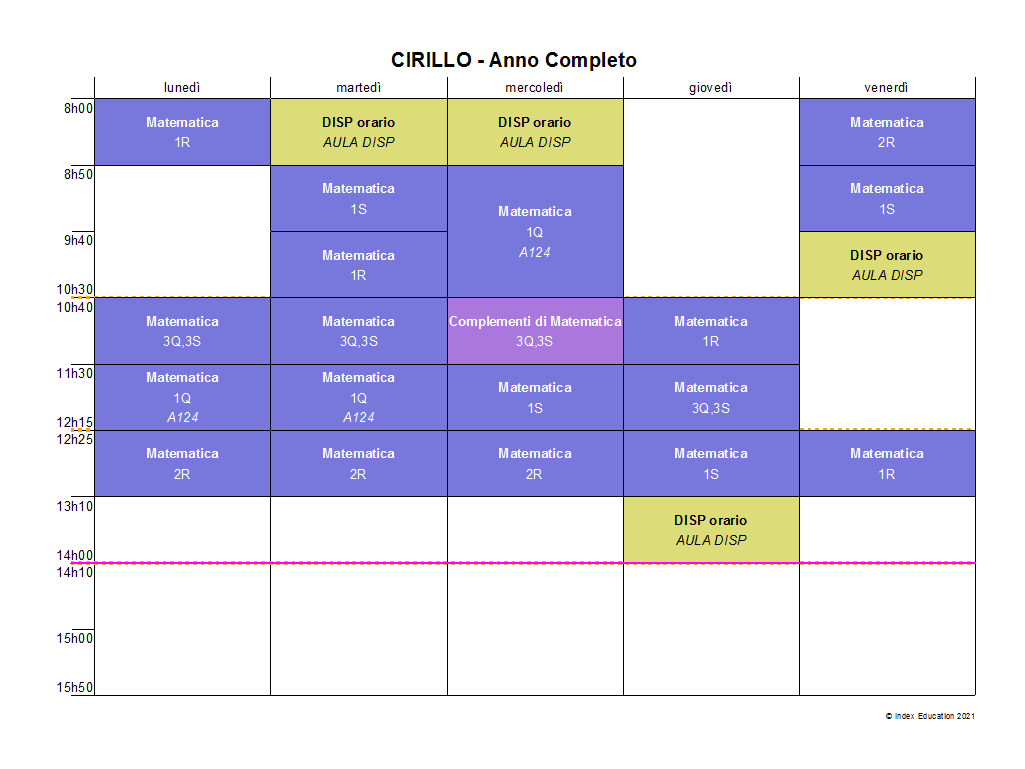 CIRILLO - Anno Completo
lunedì martedì mercoledì giovedì venerdì
8h00
Matematica
1R
DISP orario
AULA DISP
DISP orario
AULA DISP
Matematica
2R
8h50
Matematica
1S
Matematica
1Q
A124
Matematica
1S
9h40
Matematica
1R
DISP orario
AULA DISP
10h30
10h40
Matematica
3Q,3S
Matematica
3Q,3S
Complementi di Matematica
3Q,3S
Matematica
1R
11h30
Matematica
1Q
A124
Matematica
1Q
A124
Matematica
1S
Matematica
3Q,3S
12h15
12h25
Matematica
2R
Matematica
2R
Matematica
2R
Matematica
1S
Matematica
1R
13h10
DISP orario
AULA DISP
14h00
14h10
15h00
15h50
© Index Education 2021